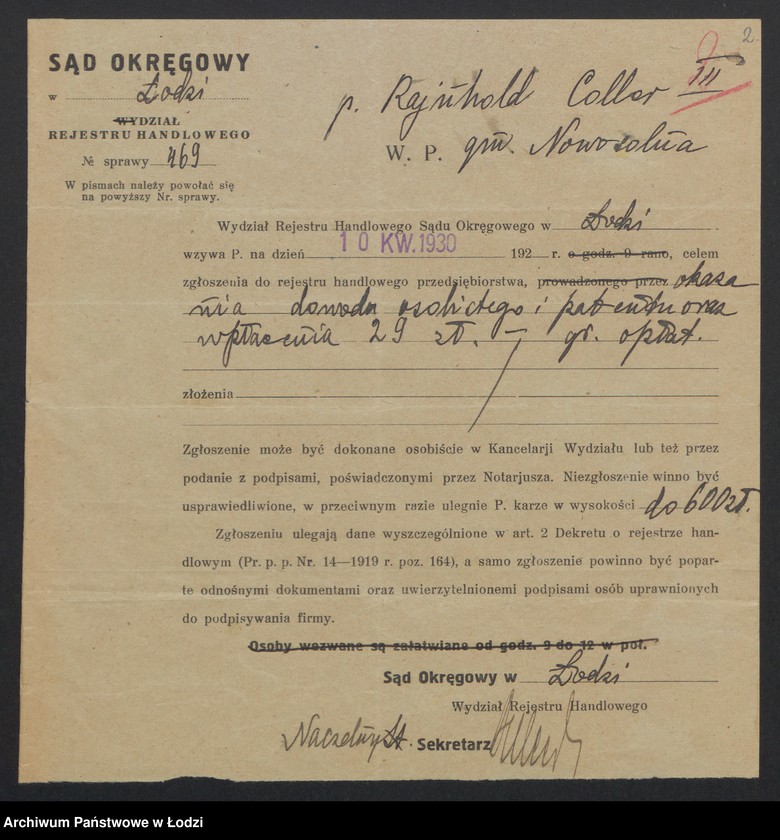 2
III
SĄD OKRĘGOWY
w Łodzi
WYDZIAŁ
REJESTRU HANDLOWEGO
№ sprawy 469
W pismach należy powołać się
na powyższy Nr. sprawy.
p. Rajnhold Coller
W. P. gm. Nowosolna
Wydział Rejestru Handlowego Sądu Okręgowego w Łodzi
wzywa P. na dzień 10 KW. 1930 192 r. o godz. 9 rano, celem
zgłoszenia do rejestru handlowego przedsiębiorstwa, prowadzonego przez okaza
nia dowodu osobistego i patentu oraz
wpłacenia 29 zł. — gr. opłat.
złożenia
Zgłoszenie może być dokonane osobiście w Kancelarji Wydziału lub też przez
podanie z podpisami, poświadczonymi przez Notarjusza. Niezgłoszenie winno być
usprawiedliwione, w przeciwnym razie ulegnie P. karze w wysokości do 600 zł.
Zgłoszeniu ulegają dane wyszczególnione w art. 2 Dekretu o rejestrze han-
dlowym (Pr. p. p. Nr. 14—1919 r. poz. 164), a samo zgłoszenie powinno być popar-
te odnośnymi dokumentami oraz uwierzytelnionemi podpisami osób uprawnionych
do podpisywania firmy.
Osoby wezwane są załatwiane od godz. 9 do 12 w poł.
Sąd Okręgowy w Łodzi
Wydział Rejestru Handlowego
Naczelny St. Sekretarz
Archiwum Państwowe w Łodzi